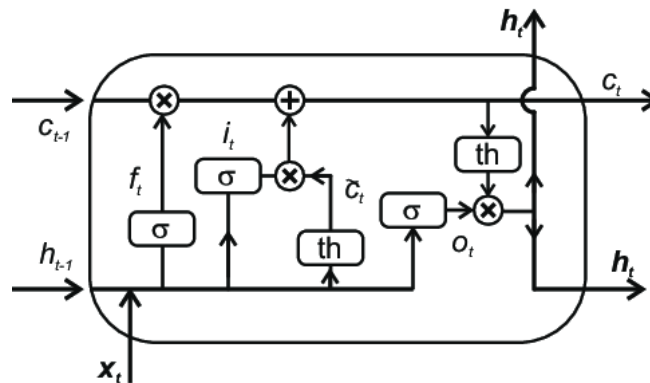 h_t
c_{t-1}
c_t
i_t
th
f_t
σ
c̃_t
σ
σ
th
o_t
h_{t-1}
h_t
x_t